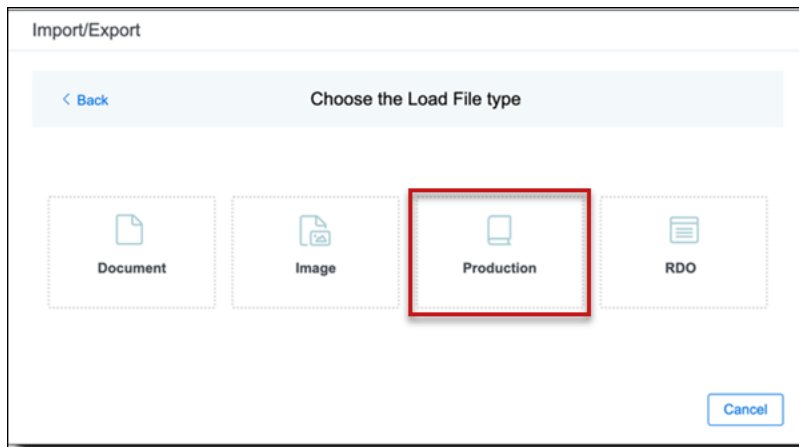 Import/Export
Back
Choose the Load File type
Document
Image
Production
RDO
Cancel